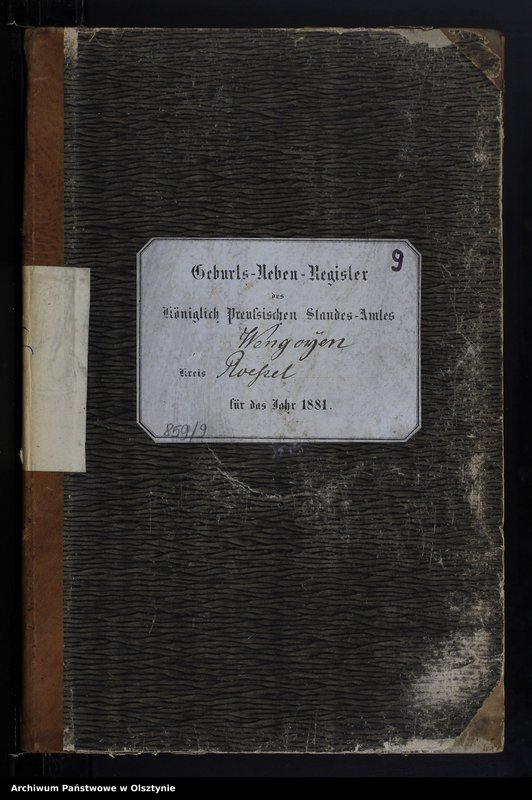 9
Geburts-Neben-Register
des
Königlich Preußischen Standes-Amtes
Wengoyen
Kreis Roessel
für das Jahr 1881.
859/9
Archiwum Państwowe w Olsztynie